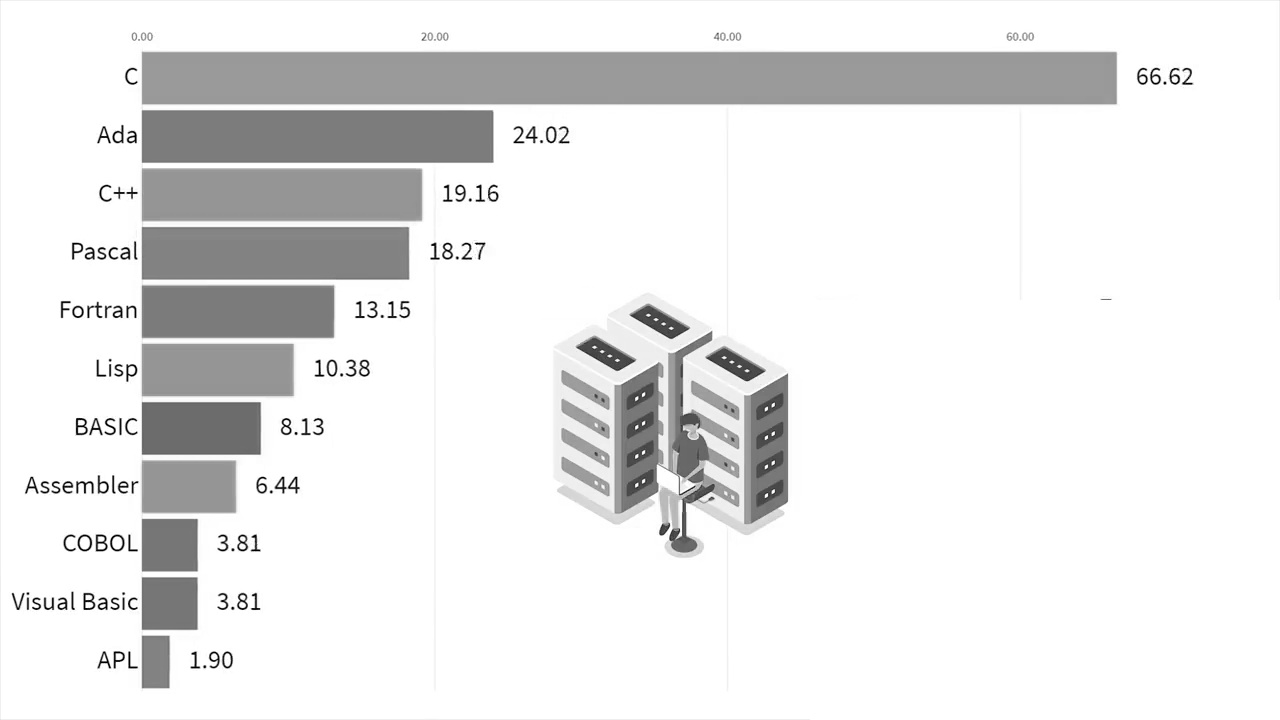 0.00 20.00 40.00 60.00
C 66.62
Ada 24.02
C++ 19.16
Pascal 18.27
Fortran 13.15
Lisp 10.38
BASIC 8.13
Assembler 6.44
COBOL 3.81
Visual Basic 3.81
APL 1.90